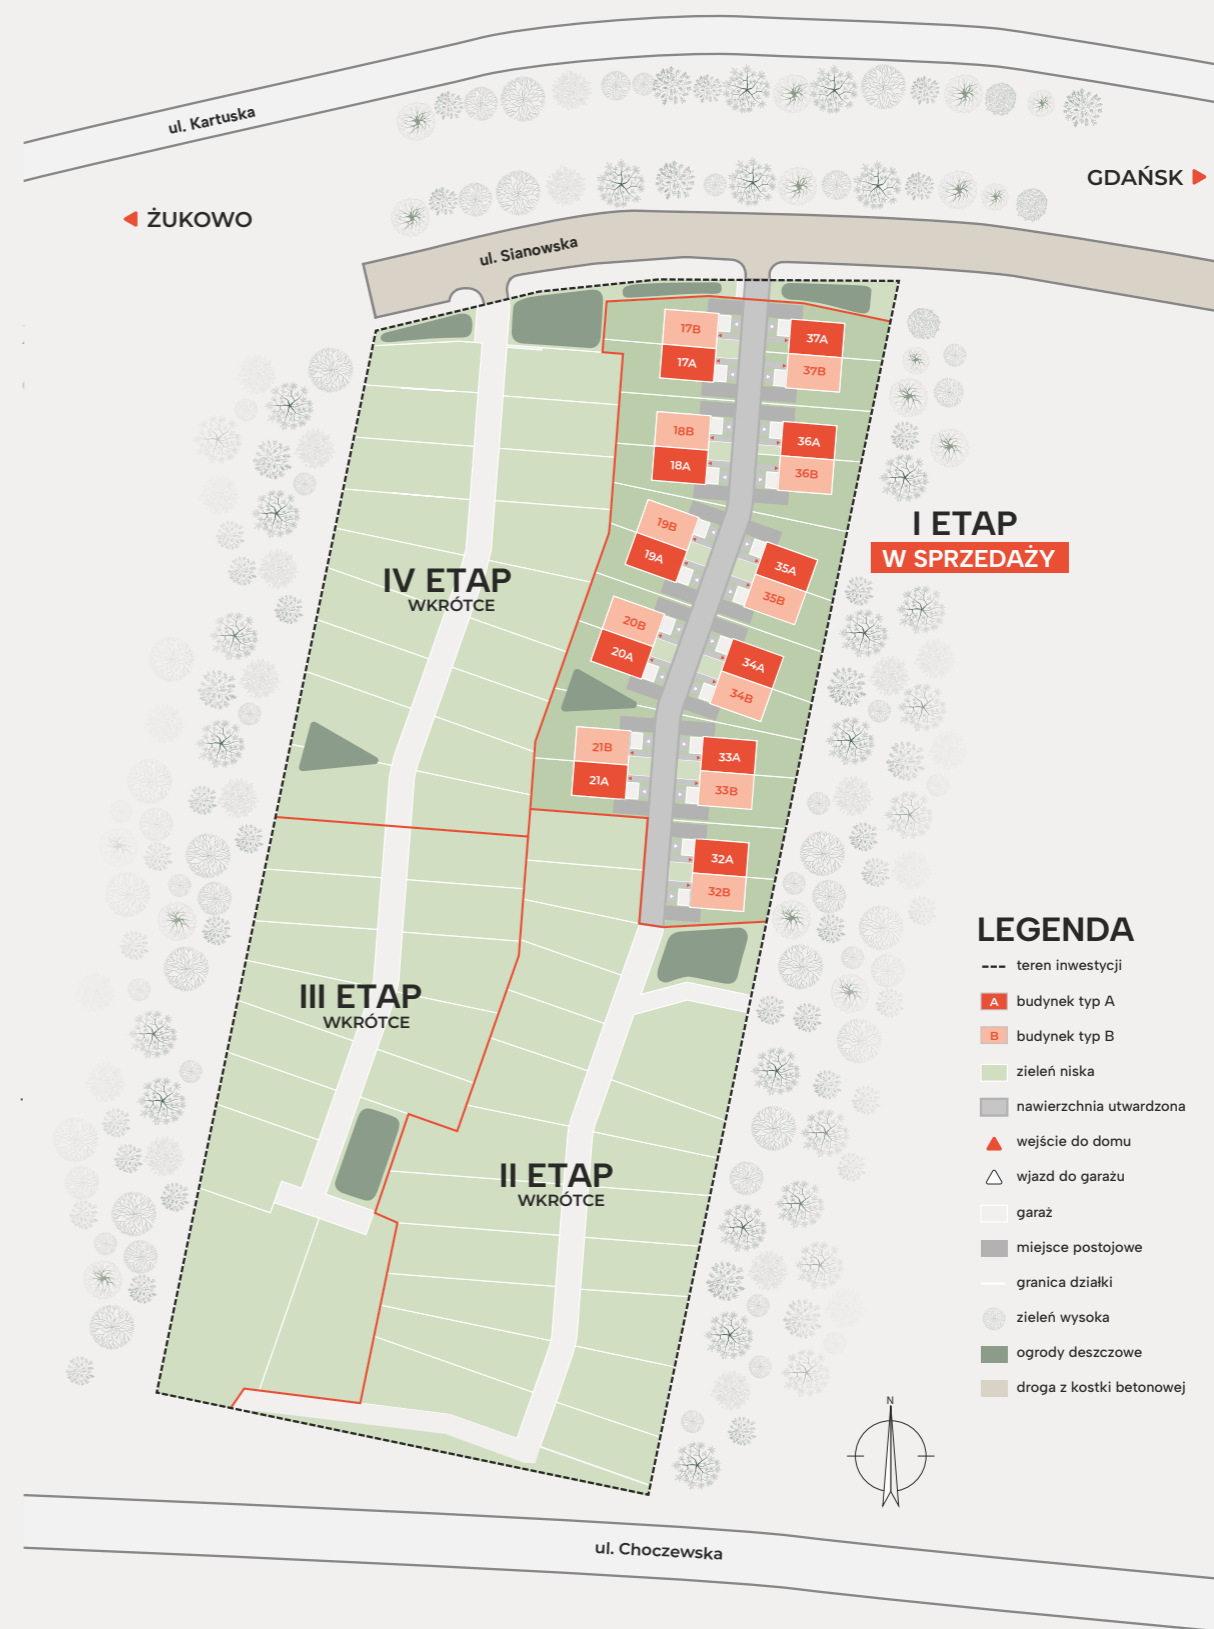 ul. Kartuska
GDAŃSK
ŻUKOWO
ul. Sianowska
17B
37A
17A
37B
18B
36A
18A
36B
I ETAP
W SPRZEDAŻY
19B
19A
35A
35B
IV ETAP
WKRÓTCE
20B
20A
34A
34B
21B
33A
21A
33B
32A
32B
III ETAP
WKRÓTCE
II ETAP
WKRÓTCE
LEGENDA
teren inwestycji
A budynek typ A
B budynek typ B
zieleń niska
nawierzchnia utwardzona
wejście do domu
wjazd do garażu
garaż
miejsce postojowe
granica działki
zieleń wysoka
ogrody deszczowe
droga z kostki betonowej
N
ul. Choczewska